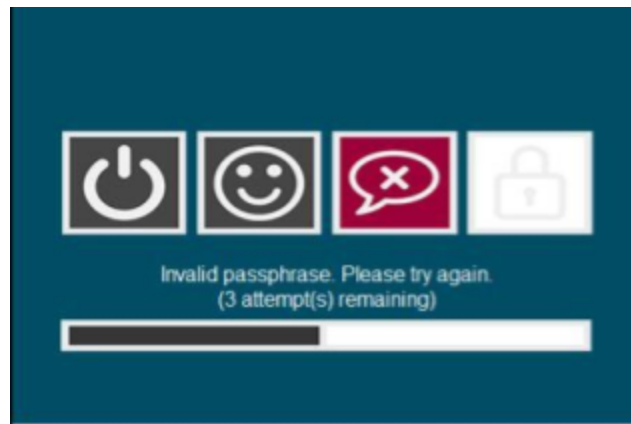 Invalid passphrase. Please try again.
(3 attempt(s) remaining)